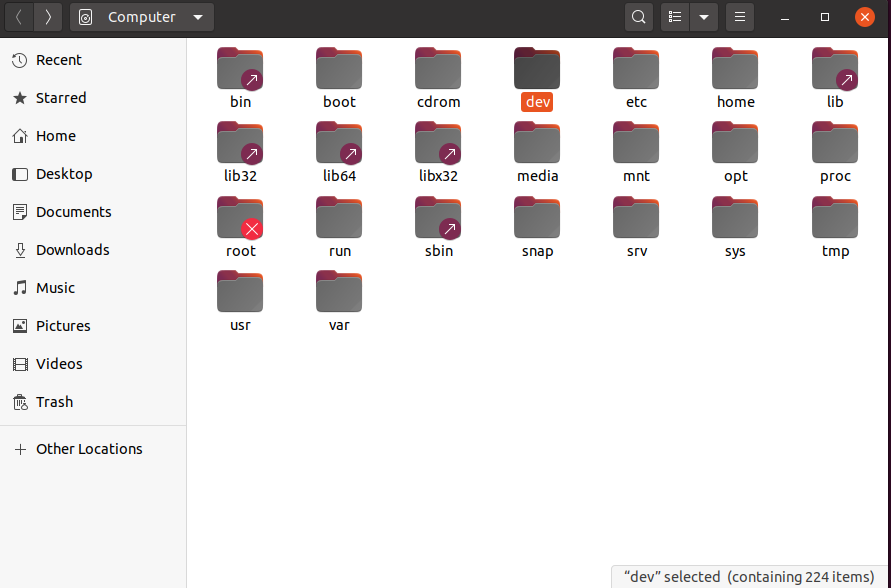 Computer
Recent
Starred
Home
Desktop
Documents
Downloads
Music
Pictures
Videos
Trash
Other Locations
bin boot cdrom dev etc home lib
lib32 lib64 libx32 media mnt opt proc
root run sbin snap srv sys tmp
usr var
“dev” selected (containing 224 items)